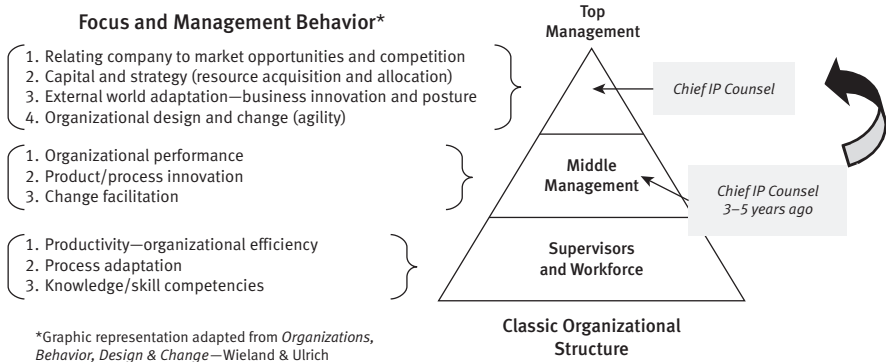 Focus and Management Behavior*
1. Relating company to market opportunities and competition
2. Capital and strategy (resource acquisition and allocation)
3. External world adaptation—business innovation and posture
4. Organizational design and change (agility)
1. Organizational performance
2. Product/process innovation
3. Change facilitation
1. Productivity—organizational efficiency
2. Process adaptation
3. Knowledge/skill competencies
*Graphic representation adapted from Organizations,
Behavior, Design & Change—Wieland & Ulrich
Top
Management
Chief IP Counsel
Middle
Management
Chief IP Counsel
3–5 years ago
Supervisors
and Workforce
Classic Organizational
Structure